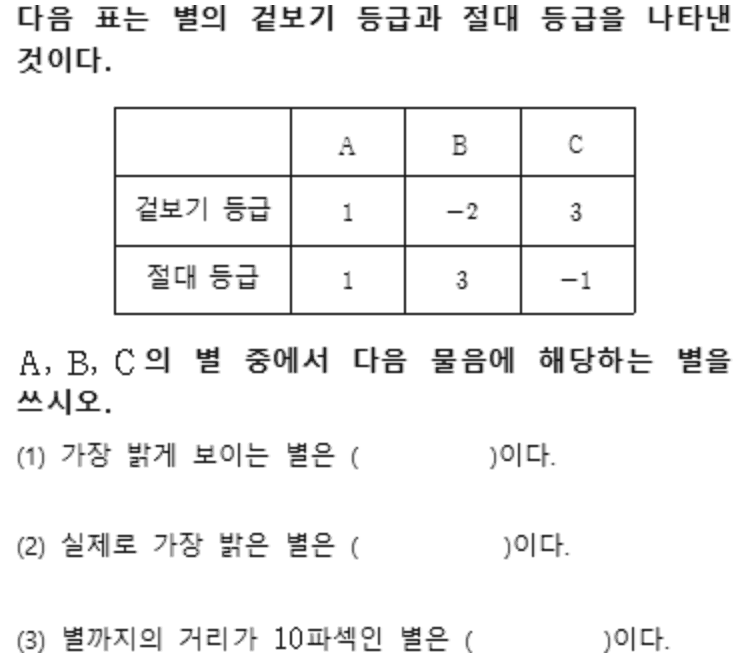 다음 표는 별의 겉보기 등급과 절대 등급을 나타낸
것이다.
A B C
겉보기 등급 1 −2 3
절대 등급 1 3 −1
A, B, C의 별 중에서 다음 물음에 해당하는 별을
쓰시오.
(1) 가장 밝게 보이는 별은 ( )이다.
(2) 실제로 가장 밝은 별은 ( )이다.
(3) 별까지의 거리가 10파섹인 별은 ( )이다.